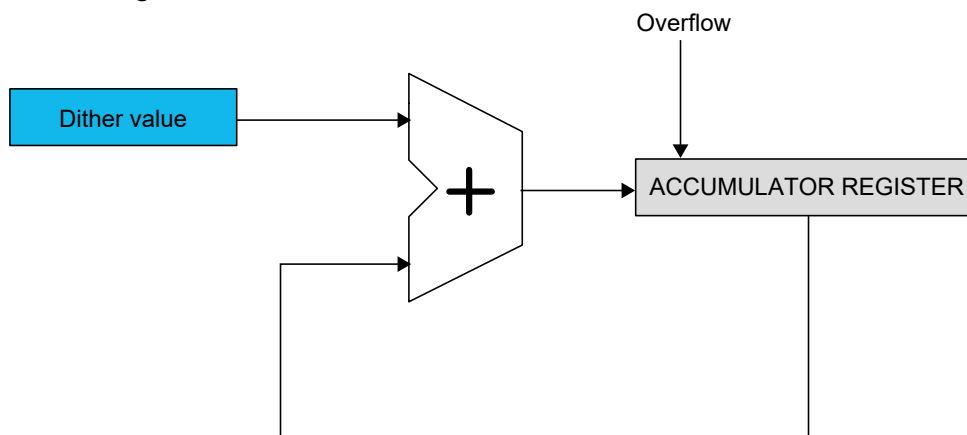 Overflow
Dither value
+
ACCUMULATOR REGISTER